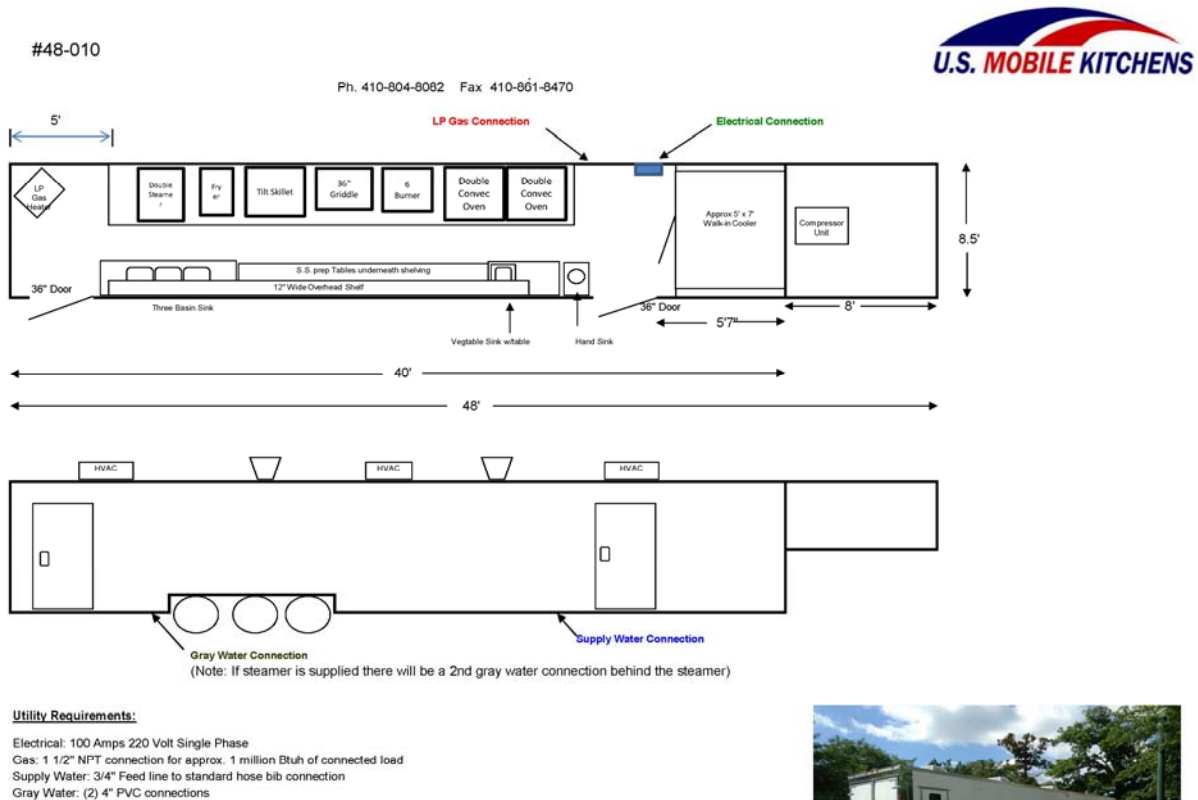 #48-010
U.S. MOBILE KITCHENS
Ph. 410-804-8082 Fax 410-861-8470
5'
LP Gas Connection
Electrical Connection
LP
Gas
Heater
Double
Steame
r
Fry
er
Tilt Skillet
36"
Griddle
6
Burner
Double
Convec
Oven
Double
Convec
Oven
Approx 5' x 7'
Walk-in Cooler
Compressor
Unit
8.5'
S.S. prep Tables underneath shelving
12" Wide Overhead Shelf
36" Door
Three Basin Sink
36" Door
8'
5'7"
Vegtable Sink w/table
Hand Sink
40'
48'
HVAC
HVAC
HVAC
Supply Water Connection
Gray Water Connection
(Note: If steamer is supplied there will be a 2nd gray water connection behind the steamer)
Utility Requirements:
Electrical: 100 Amps 220 Volt Single Phase
Gas: 1 1/2" NPT connection for approx. 1 million Btuh of connected load
Supply Water: 3/4" Feed line to standard hose bib connection
Gray Water: (2) 4" PVC connections